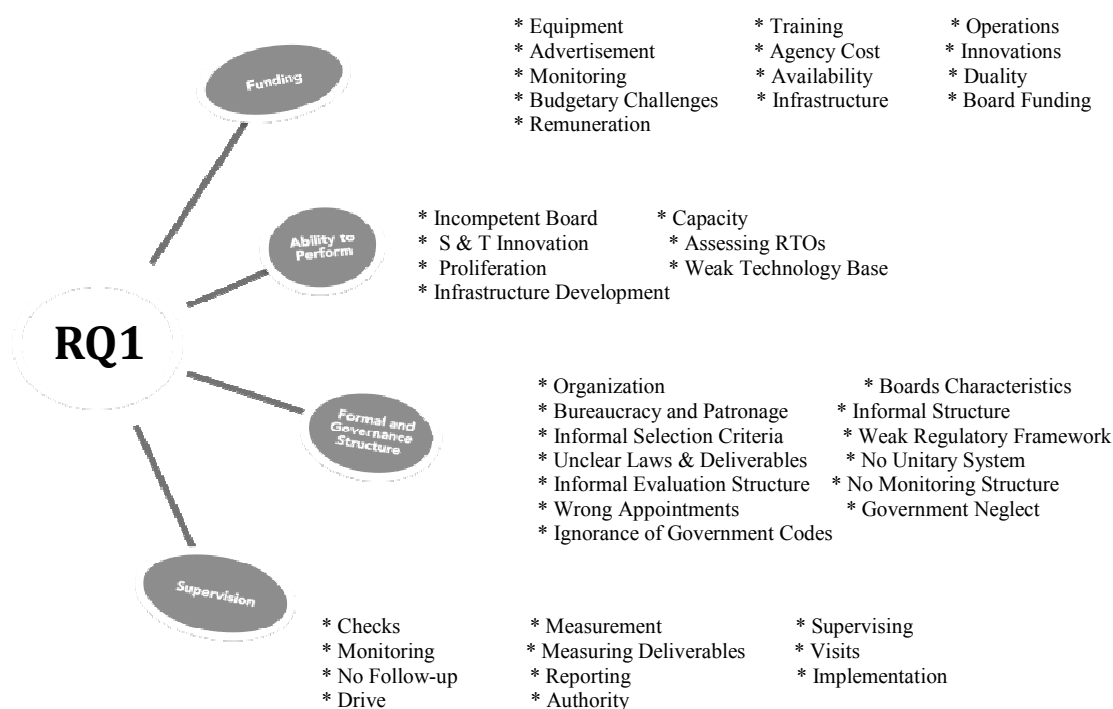 * Equipment * Training * Operations
* Advertisement * Agency Cost * Innovations
* Monitoring * Availability * Duality
* Budgetary Challenges * Infrastructure * Board Funding
* Remuneration
Funding
* Incompetent Board * Capacity
* S & T Innovation * Assessing RTOs
* Proliferation * Weak Technology Base
* Infrastructure Development
Ability to
Perform
RQ1
* Organization * Boards Characteristics
* Bureaucracy and Patronage * Informal Structure
* Informal Selection Criteria * Weak Regulatory Framework
* Unclear Laws & Deliverables * No Unitary System
* Informal Evaluation Structure * No Monitoring Structure
* Wrong Appointments * Government Neglect
* Ignorance of Government Codes
Formal and
Governance
Structure
Supervision
* Checks * Measurement * Supervising
* Monitoring * Measuring Deliverables * Visits
* No Follow-up * Reporting * Implementation
* Drive * Authority